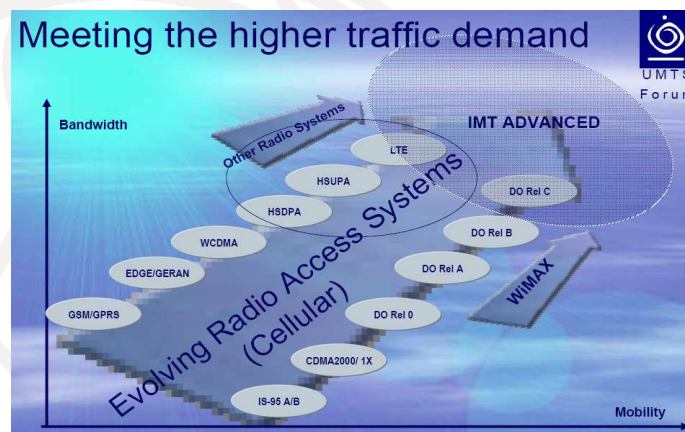 Meeting the higher traffic demand
UMTS
Forum
Bandwidth
Other Radio Systems
IMT ADVANCED
LTE
HSUPA
DO Rel C
HSDPA
DO Rel B
WCDMA
EDGE/GERAN
DO Rel A
WiMAX
GSM/GPRS
DO Rel 0
Evolving Radio Access Systems
(Cellular)
CDMA2000/ 1X
IS-95 A/B
Mobility